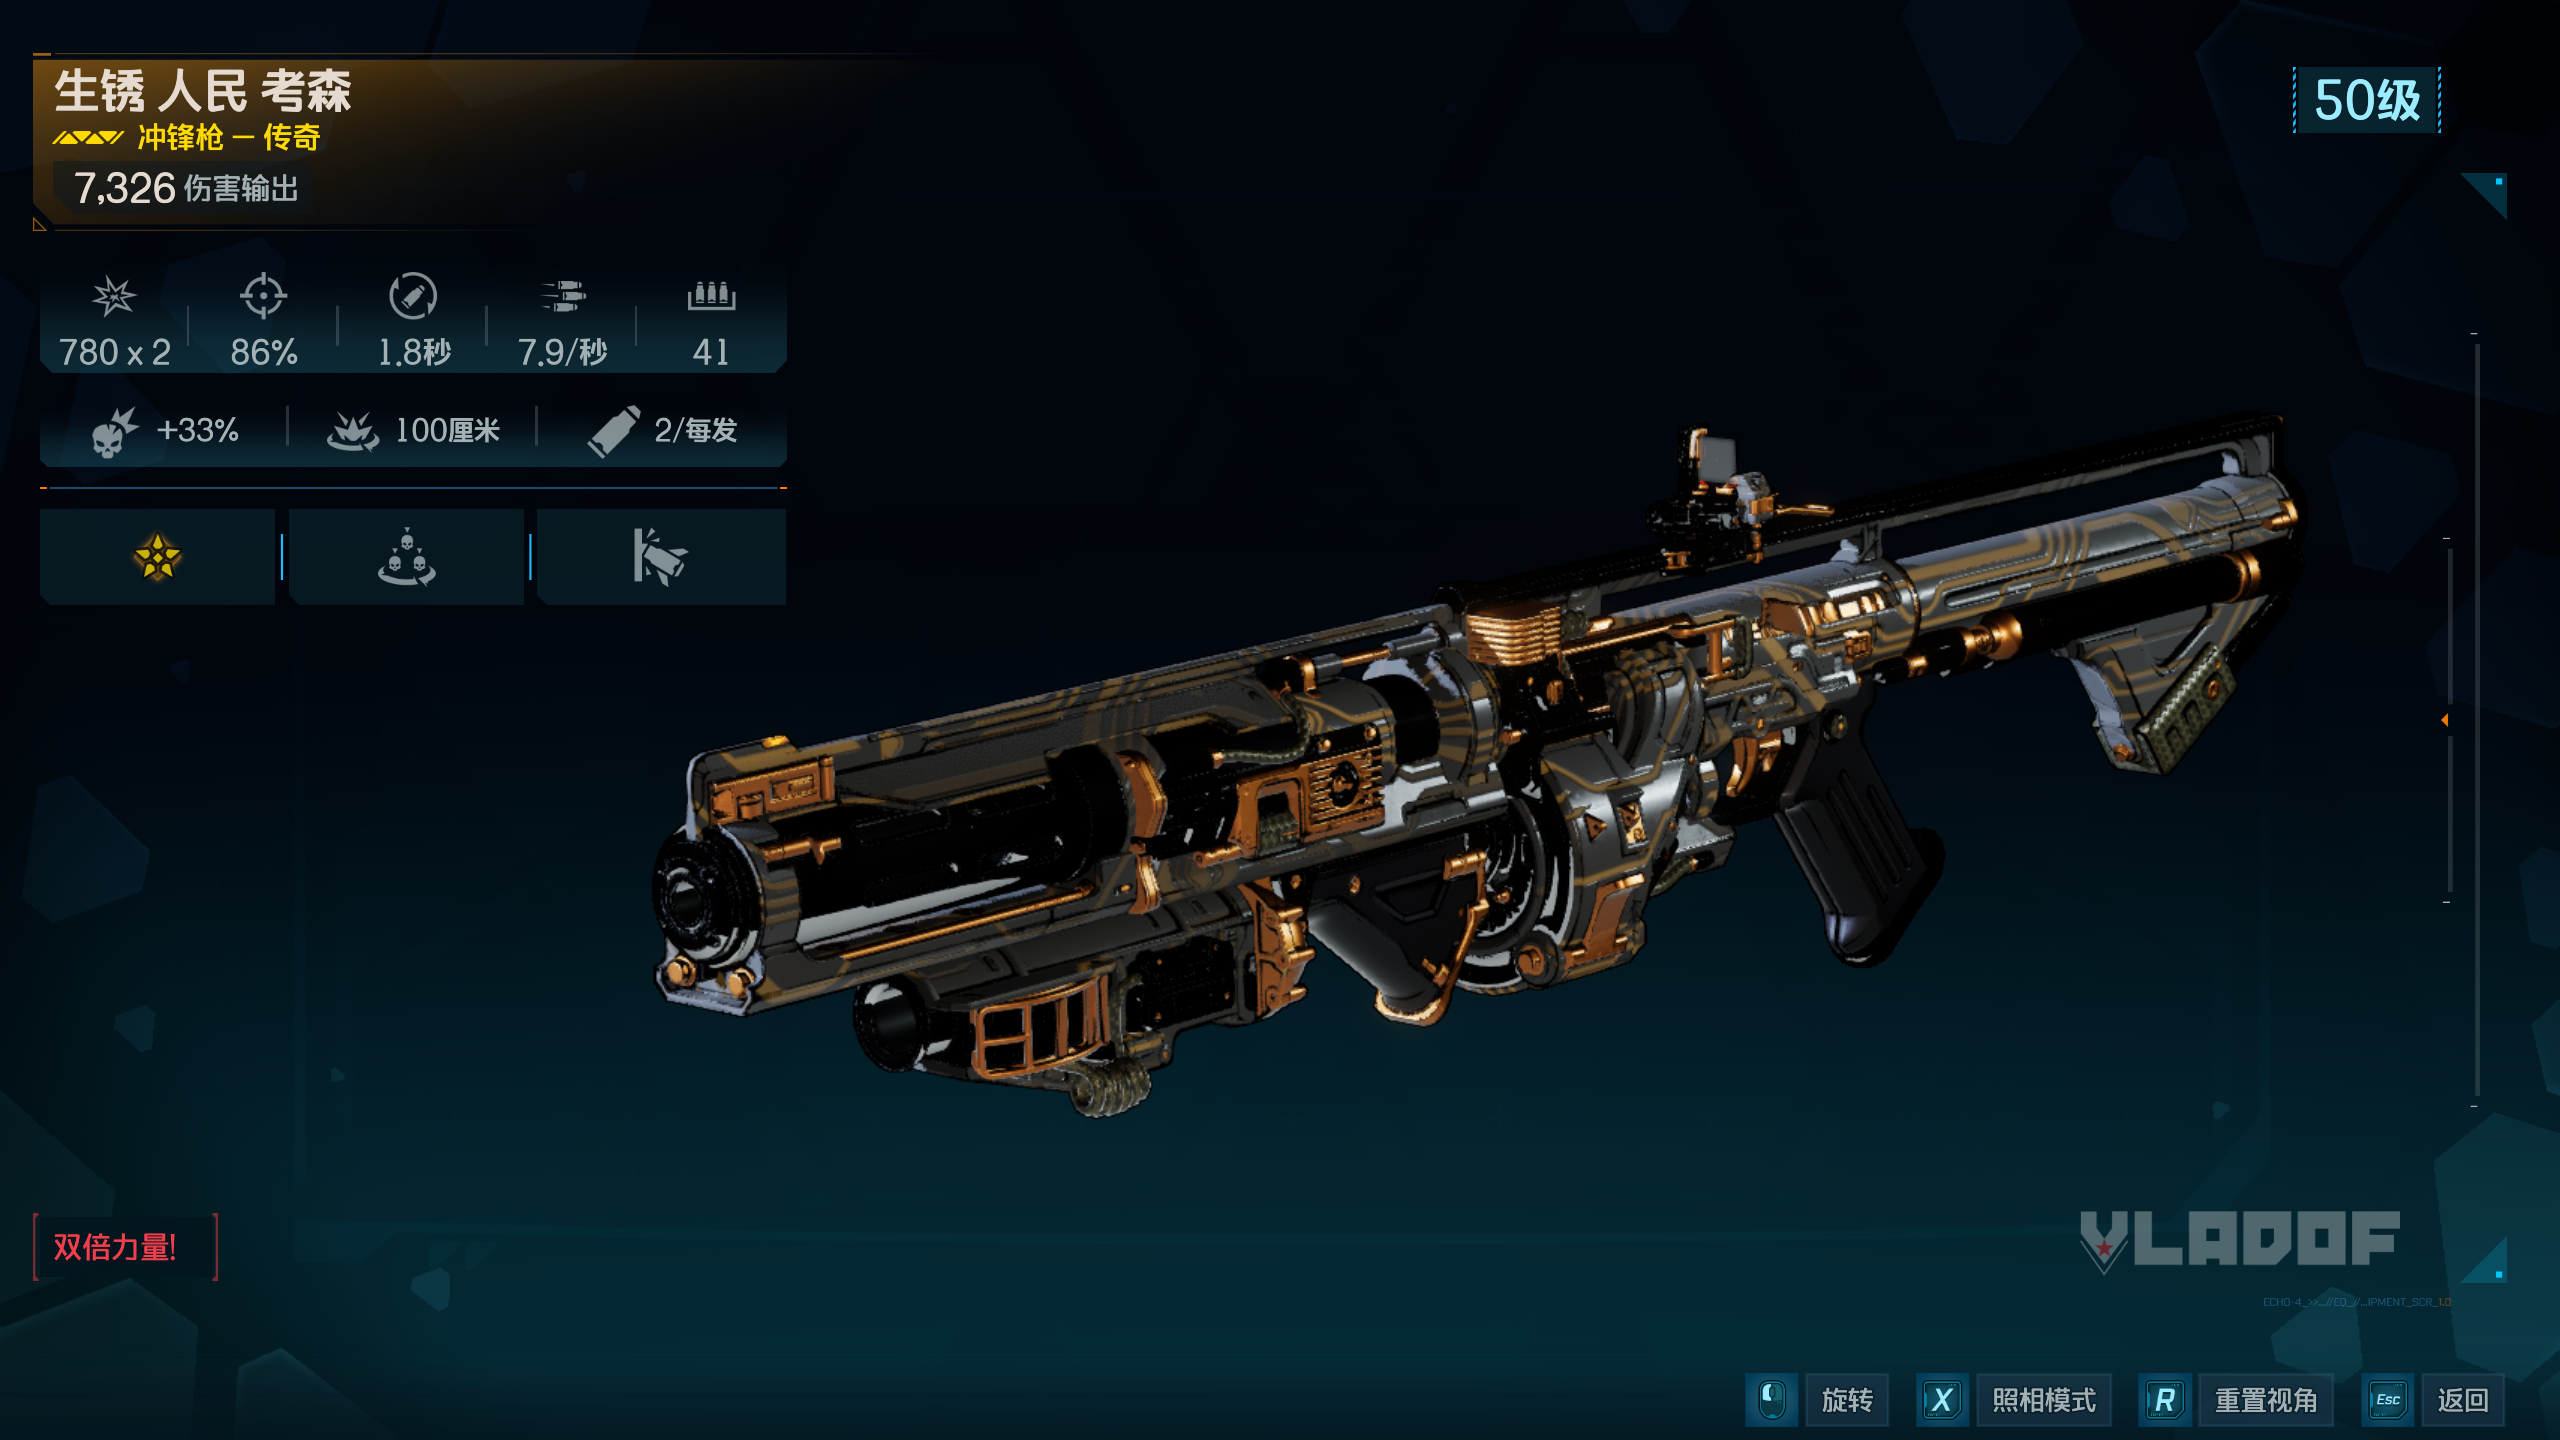 生锈 人民 考森
冲锋枪 — 传奇
7,326 伤害输出
50级
780 x 2
86%
1.8秒
7.9/秒
41
+33%
100厘米
2/每发
双倍力量!
VLADOF
旋转
X 照相模式
R 重置视角
Esc 返回